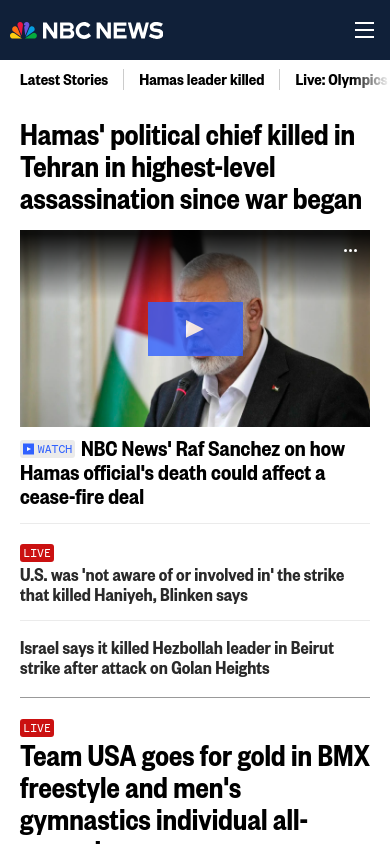 NBC NEWS
Latest Stories
Hamas leader killed
Live: Olympics
Hamas' political chief killed in
Tehran in highest-level
assassination since war began
WATCH NBC News' Raf Sanchez on how
Hamas official's death could affect a
cease-fire deal
LIVE
U.S. was 'not aware of or involved in' the strike
that killed Haniyeh, Blinken says
Israel says it killed Hezbollah leader in Beirut
strike after attack on Golan Heights
LIVE
Team USA goes for gold in BMX
freestyle and men's
gymnastics individual all-